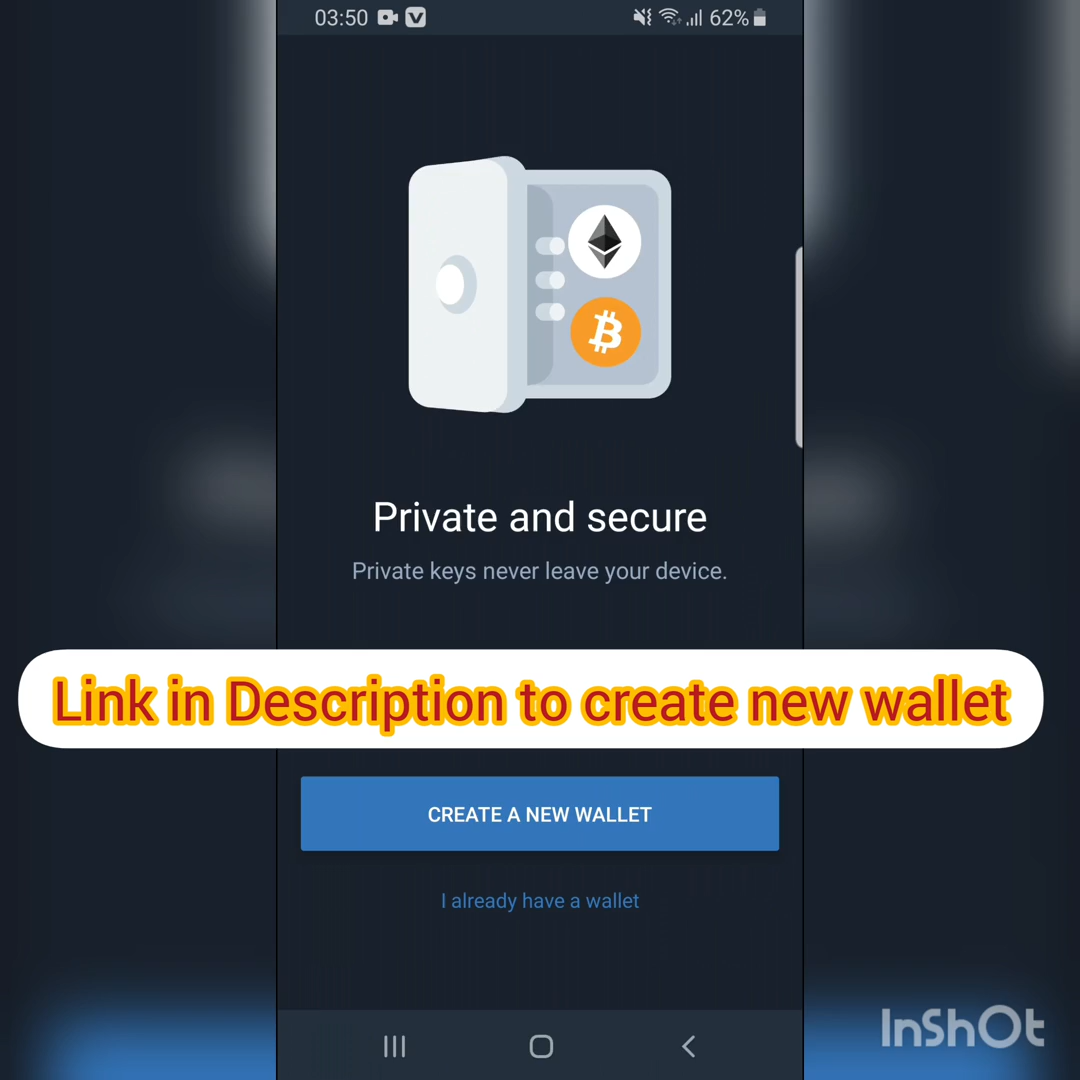 03:50
62%
Private and secure
Private keys never leave your device.
Link in Description to create new wallet
CREATE A NEW WALLET
I already have a wallet
InShOt